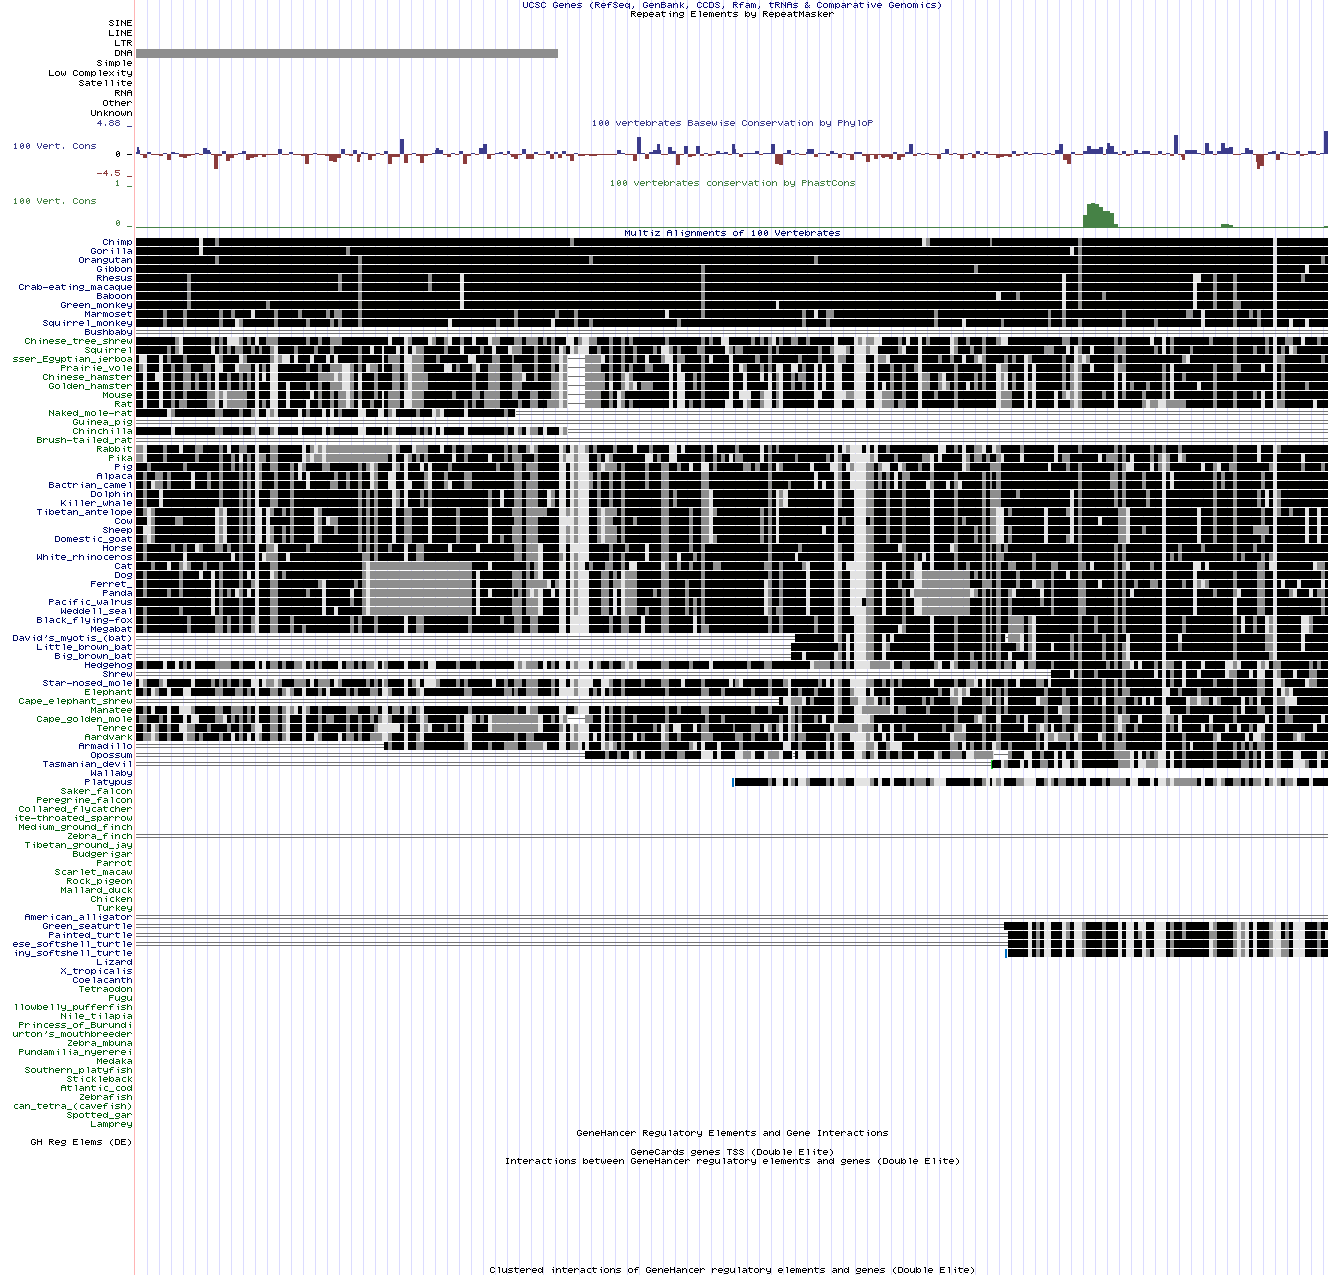 UCSC Genes (RefSeq, GenBank, CCDS, Rfam, tRNAs & Comparative Genomics)
Repeating Elements by RepeatMasker
SINE
LINE
LTR
DNA
Simple
Low Complexity
Satellite
RNA
Other
Unknown
4.88 _
100 vertebrates Basewise Conservation by PhyloP
100 Vert. Cons
0 -
-4.5 _
1 _
100 vertebrates conservation by PhastCons
100 Vert. Cons
0 _
Multiz Alignments of 100 Vertebrates
Chimp
Gorilla
Orangutan
Gibbon
Rhesus
Crab-eating_macaque
Baboon
Green_monkey
Marmoset
Squirrel_monkey
Bushbaby
Chinese_tree_shrew
Squirrel
sser_Egyptian_jerboa
Prairie_vole
Chinese_hamster
Golden_hamster
Mouse
Rat
Naked_mole-rat
Guinea_pig
Chinchilla
Brush-tailed_rat
Rabbit
Pika
Pig
Alpaca
Bactrian_camel
Dolphin
Killer_whale
Tibetan_antelope
Cow
Sheep
Domestic_goat
Horse
White_rhinoceros
Cat
Dog
Ferret_
Panda
Pacific_walrus
Weddell_seal
Black_flying-fox
Megabat
David's_myotis_(bat)
Little_brown_bat
Big_brown_bat
Hedgehog
Shrew
Star-nosed_mole
Elephant
Cape_elephant_shrew
Manatee
Cape_golden_mole
Tenrec
Aardvark
Armadillo
Opossum
Tasmanian_devil
Wallaby
Platypus
Saker_falcon
Peregrine_falcon
Collared_flycatcher
ite-throated_sparrow
Medium_ground_finch
Zebra_finch
Tibetan_ground_jay
Budgerigar
Parrot
Scarlet_macaw
Rock_pigeon
Mallard_duck
Chicken
Turkey
American_alligator
Green_seaturtle
Painted_turtle
ese_softshell_turtle
iny_softshell_turtle
Lizard
X_tropicalis
Coelacanth
Tetraodon
Fugu
llowbelly_pufferfish
Nile_tilapia
Princess_of_Burundi
urton's_mouthbreeder
Zebra_mbuna
Pundamilia_nyererei
Medaka
Southern_platyfish
Stickleback
Atlantic_cod
Zebrafish
can_tetra_(cavefish)
Spotted_gar
Lamprey
GeneHancer Regulatory Elements and Gene Interactions
GH Reg Elems (DE)
GeneCards genes TSS (Double Elite)
Interactions between GeneHancer regulatory elements and genes (Double Elite)
Clustered interactions of GeneHancer regulatory elements and genes (Double Elite)